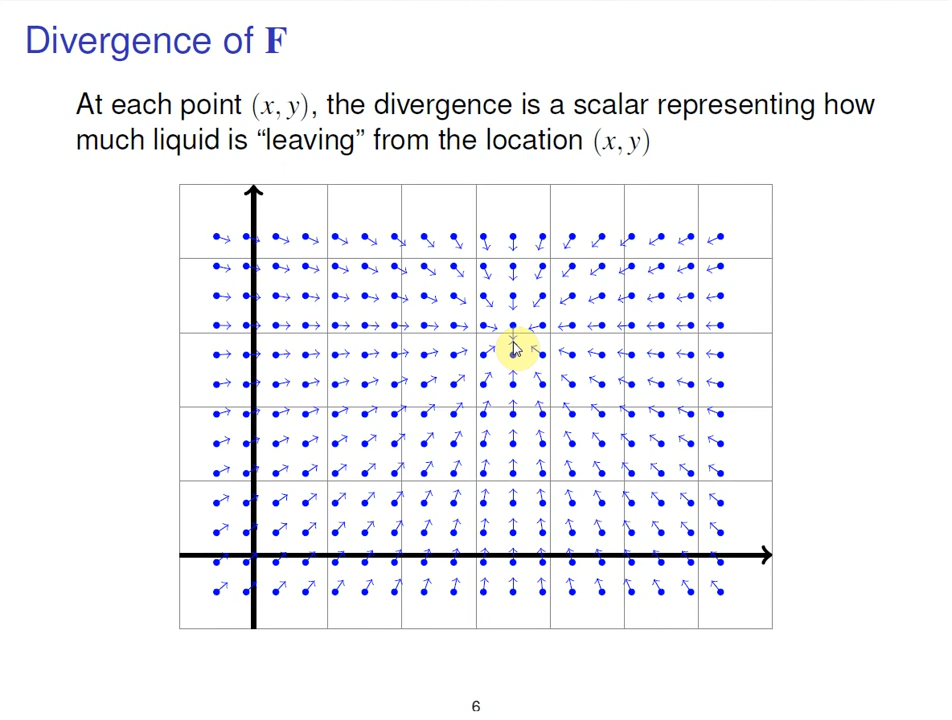 Divergence of F
At each point (x, y), the divergence is a scalar representing how
much liquid is “leaving” from the location (x, y)
6